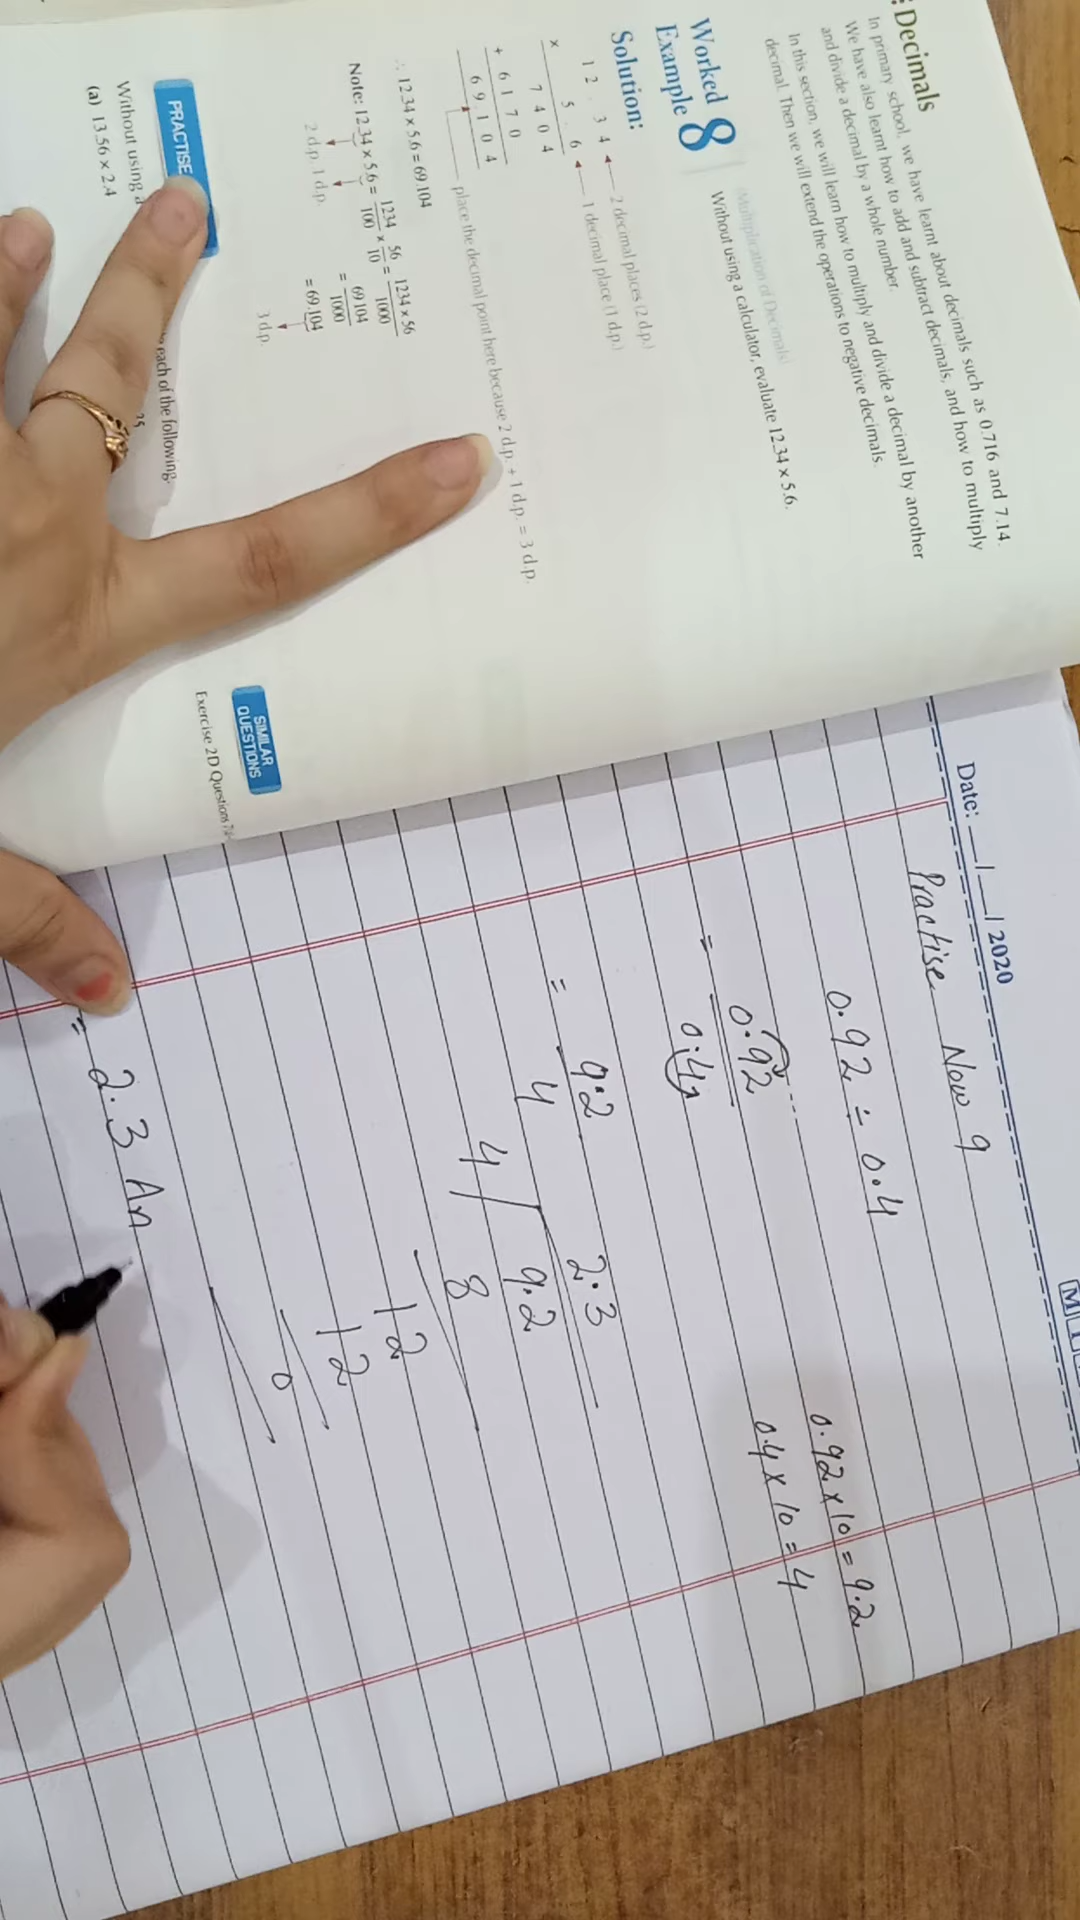 Decimals
In primary school, we have learnt about decimals such as 0.716 and 7.14.
We have also learnt how to add and subtract decimals, and how to multiply
and divide a decimal by a whole number.
In this section, we will learn how to multiply and divide a decimal by another
decimal. Then we will extend the operations to negative decimals.
Worked
Example 8
(Multiplication of Decimals)
Without using a calculator, evaluate 12.34 × 5.6.
Solution:
1 2 . 3 4 2 decimal places (2 d.p.)
× 5 . 6 1 decimal place (1 d.p.)
7 4 0 4
+ 6 1 7 0
6 9 . 1 0 4
place the decimal point here because 2 d.p. + 1 d.p. = 3 d.p.
∴ 12.34 × 5.6 = 69.104
Note: 12.34 × 5.6 = 1234/100 × 56/10 = 1234 × 56/1000
2 d.p. 1 d.p.
= 69 104/1000
= 69.104
3 d.p.
PRACTISE
SIMILAR
QUESTIONS
Without using a
each of the following.
Exercise 2D Questions
(a) 13.56 × 2.4
Date: __/__/ 2020
Practise Now 9
0.92 ÷ 0.4
0.92 × 10 = 9.2
= 0.92/0.4
0.4 × 10 = 4
= 9.2/4
2.3
4 9.2
8
12
12
0
= 2.3 An